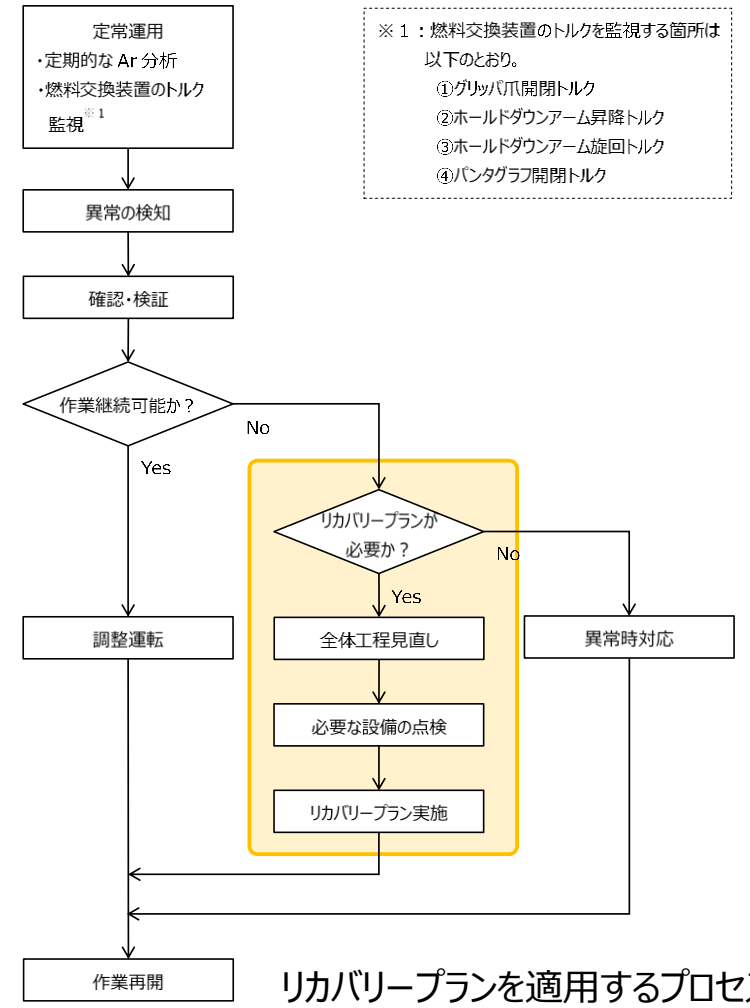 定常運用
・定期的な Ar 分析
・燃料交換装置のトルク
監視※1
※1：燃料交換装置のトルクを監視する箇所は
以下のとおり。
①グリッパ爪開閉トルク
②ホールドダウンアーム昇降トルク
③ホールドダウンアーム旋回トルク
④パンタグラフ開閉トルク
異常の検知
確認・検証
作業継続可能か？
No
Yes
リカバリープランが
必要か？
No
Yes
調整運転
全体工程見直し
異常時対応
必要な設備の点検
リカバリープラン実施
作業再開
リカバリープランを適用するプロセ